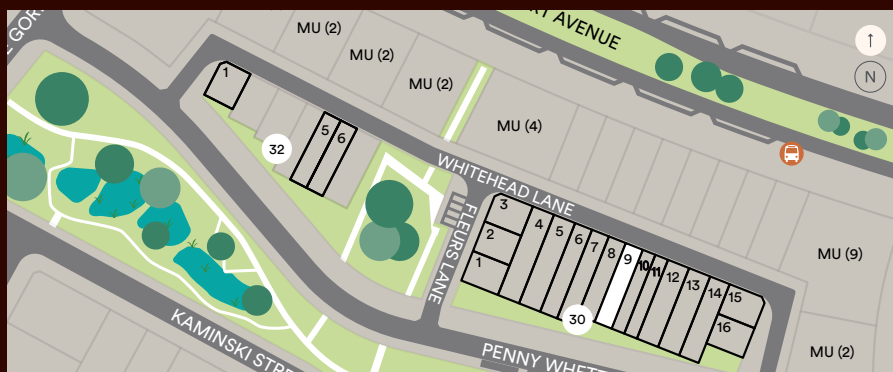 E GOR
MU (2)
MU (2)
MU (2)
MU (4)
RT AVENUE
↑
N
1
5
6
32
WHITEHEAD LANE
FLEURS LANE
3
2
1
4
5
6
7
8
9
10
11
12
13
14
15
16
30
MU (9)
MU (2)
KAMINSKI STRE
PENNY WHET